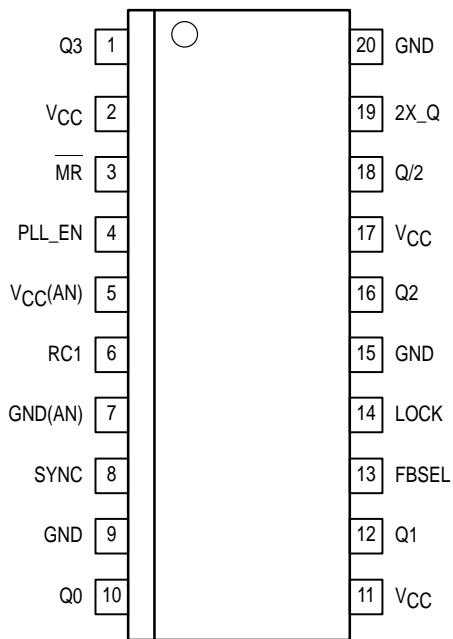 Q3 1 20 GND
VCC 2 19 2X_Q
M̅R̅ 3 18 Q/2
PLL_EN 4 17 VCC
VCC(AN) 5 16 Q2
RC1 6 15 GND
GND(AN) 7 14 LOCK
SYNC 8 13 FBSEL
GND 9 12 Q1
Q0 10 11 VCC